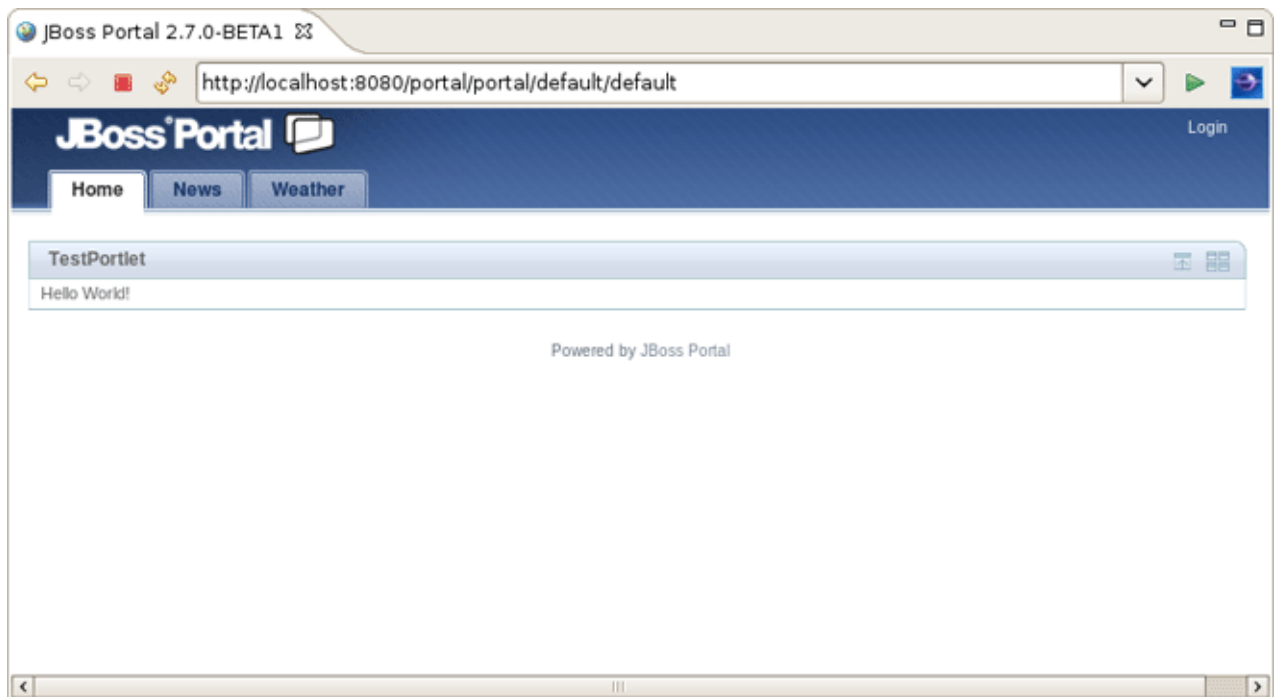 JBoss Portal 2.7.0-BETA1
http://localhost:8080/portal/portal/default/default
JBoss Portal
Login
Home News Weather
TestPortlet
Hello World!
Powered by JBoss Portal